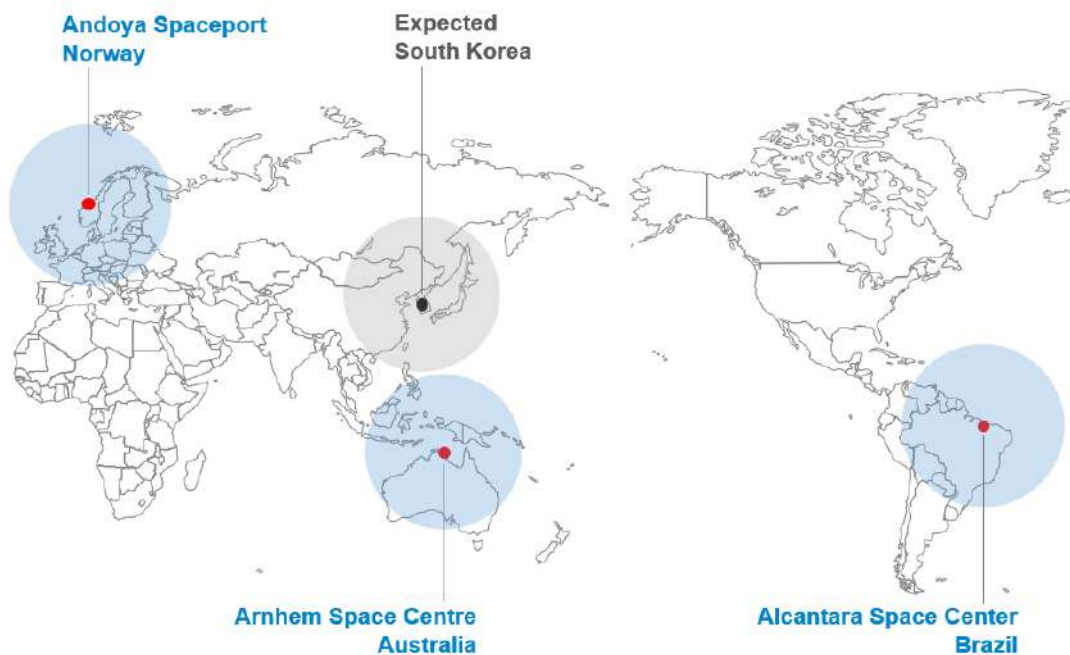 Andoya Spaceport
Norway
Expected
South Korea
Arnhem Space Centre
Australia
Alcantara Space Center
Brazil